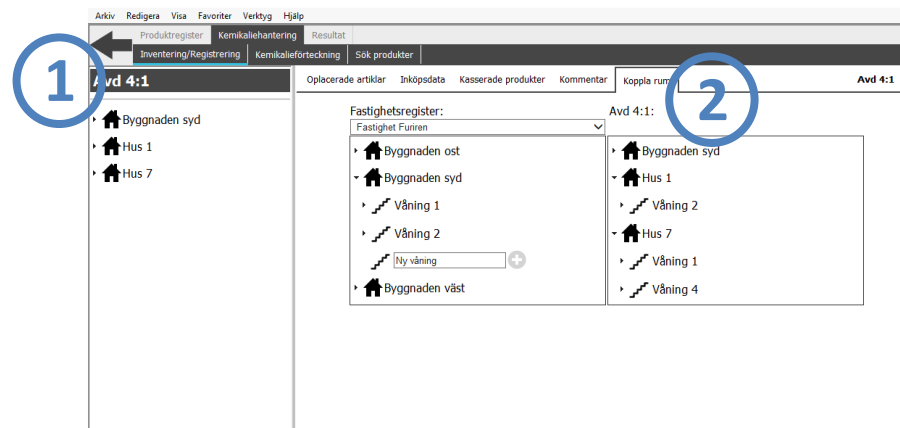 Arkiv Redigera Visa Favoriter Verktyg Hjälp
Produktregister Kemikaliehantering Resultat
Inventering/Registrering Kemikalieförteckning Sök produkter
1
Avd 4:1
Oplacerade artiklar Inköpsdata Kasserade produkter Kommentar Koppla rum Avd 4:1
2
Byggnaden syd
Hus 1
Hus 7
Fastighetsregister:
Fastighet Furiren
Byggnaden ost
Byggnaden syd
Våning 1
Våning 2
Ny våning
Byggnaden väst
Avd 4:1:
Byggnaden syd
Hus 1
Våning 2
Hus 7
Våning 1
Våning 4